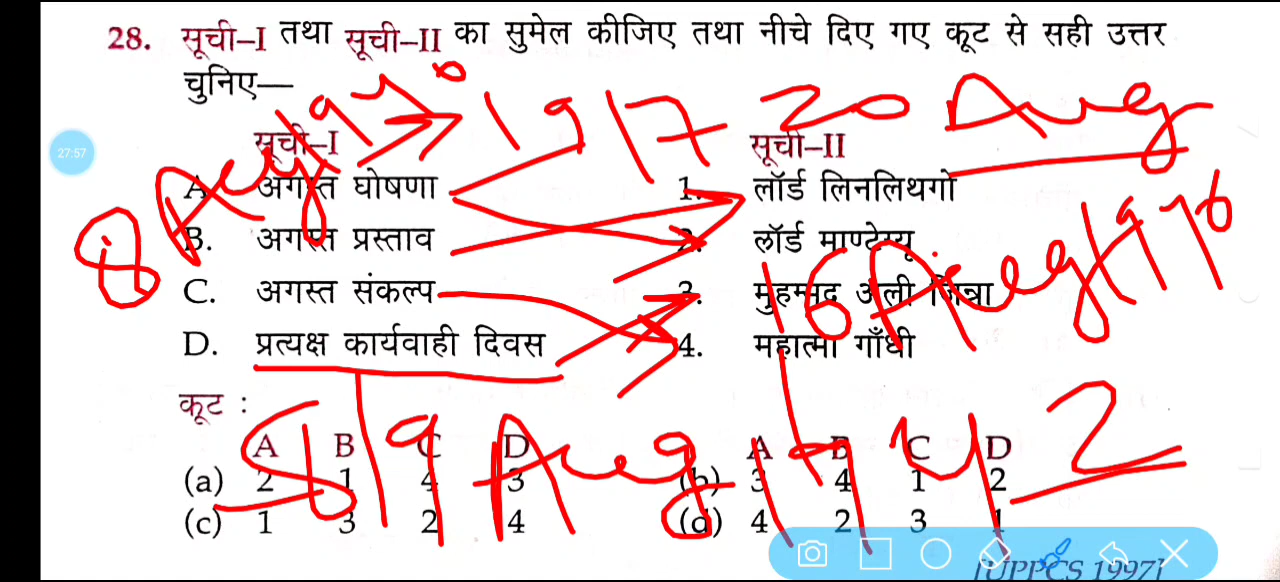 28. सूची–I तथा सूची–II का सुमेल कीजिए तथा नीचे दिए गए कूट से सही उत्तर
चुनिए—
1917 20 Aug
8 Aug 1940
सूची–I सूची–II
A. अगस्त घोषणा 1. लॉर्ड लिनलिथगो
B. अगस्त प्रस्ताव 2. लॉर्ड माण्टेग्यू
C. अगस्त संकल्प 3. मुहम्मद अली जिन्ना
D. प्रत्यक्ष कार्यवाही दिवस 4. महात्मा गाँधी
16 Aug 1946
कूट :
8/9 Aug 1942
A B C D A B C D
(a) 2 1 4 3 (b) 3 4 1 2
(c) 1 3 2 4 (d) 4 2 3 1
[UPPCS 1997]
27:57